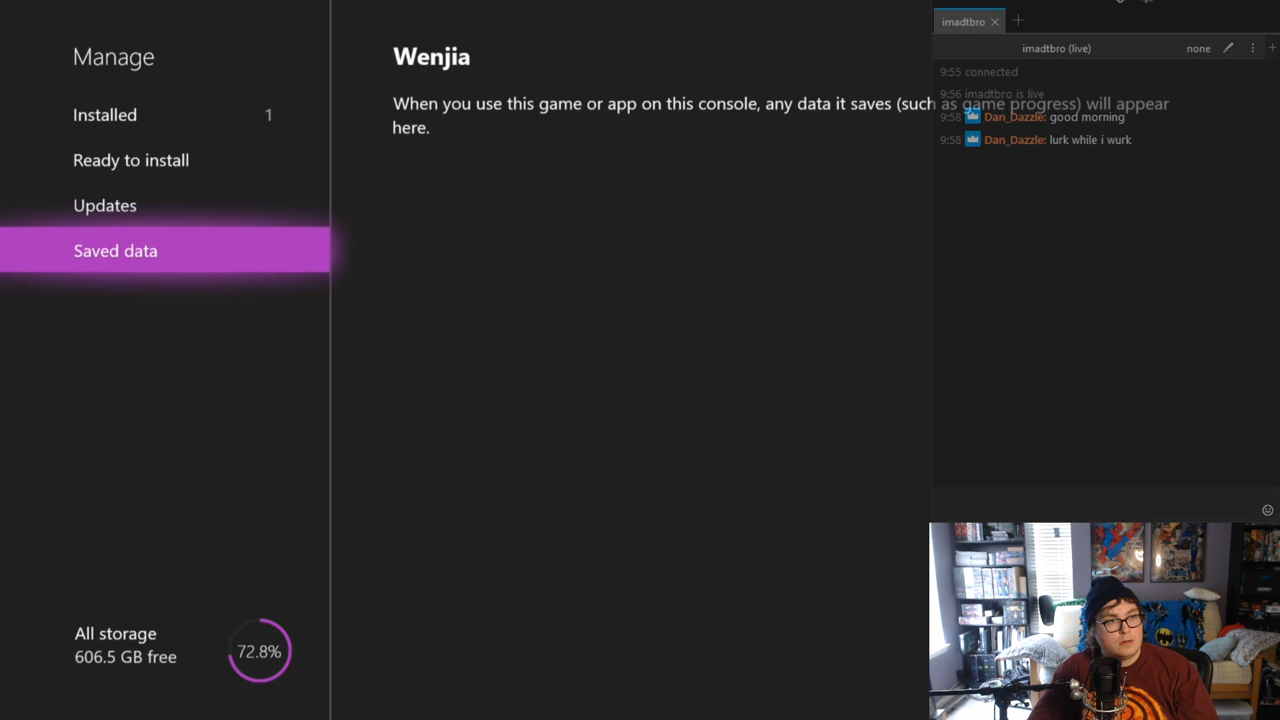 Manage
Installed 1
Ready to install
Updates
Saved data
All storage
606.5 GB free
72.8%
Wenjia
When you use this game or app on this console, any data it saves (such as game progress) will appear
here.
imadtbro
imadtbro (live) none
9:55 connected
9:56 imadtbro is live
9:58 Dan_Dazzle: good morning
9:58 Dan_Dazzle: lurk while i wurk